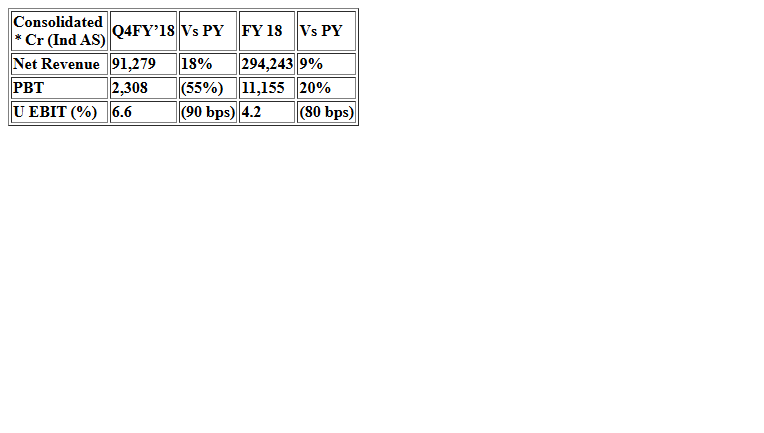 Consolidated
* Cr (Ind AS) Q4FY’18 Vs PY FY 18 Vs PY
Net Revenue 91,279 18% 294,243 9%
PBT 2,308 (55%) 11,155 20%
U EBIT (%) 6.6 (90 bps) 4.2 (80 bps)